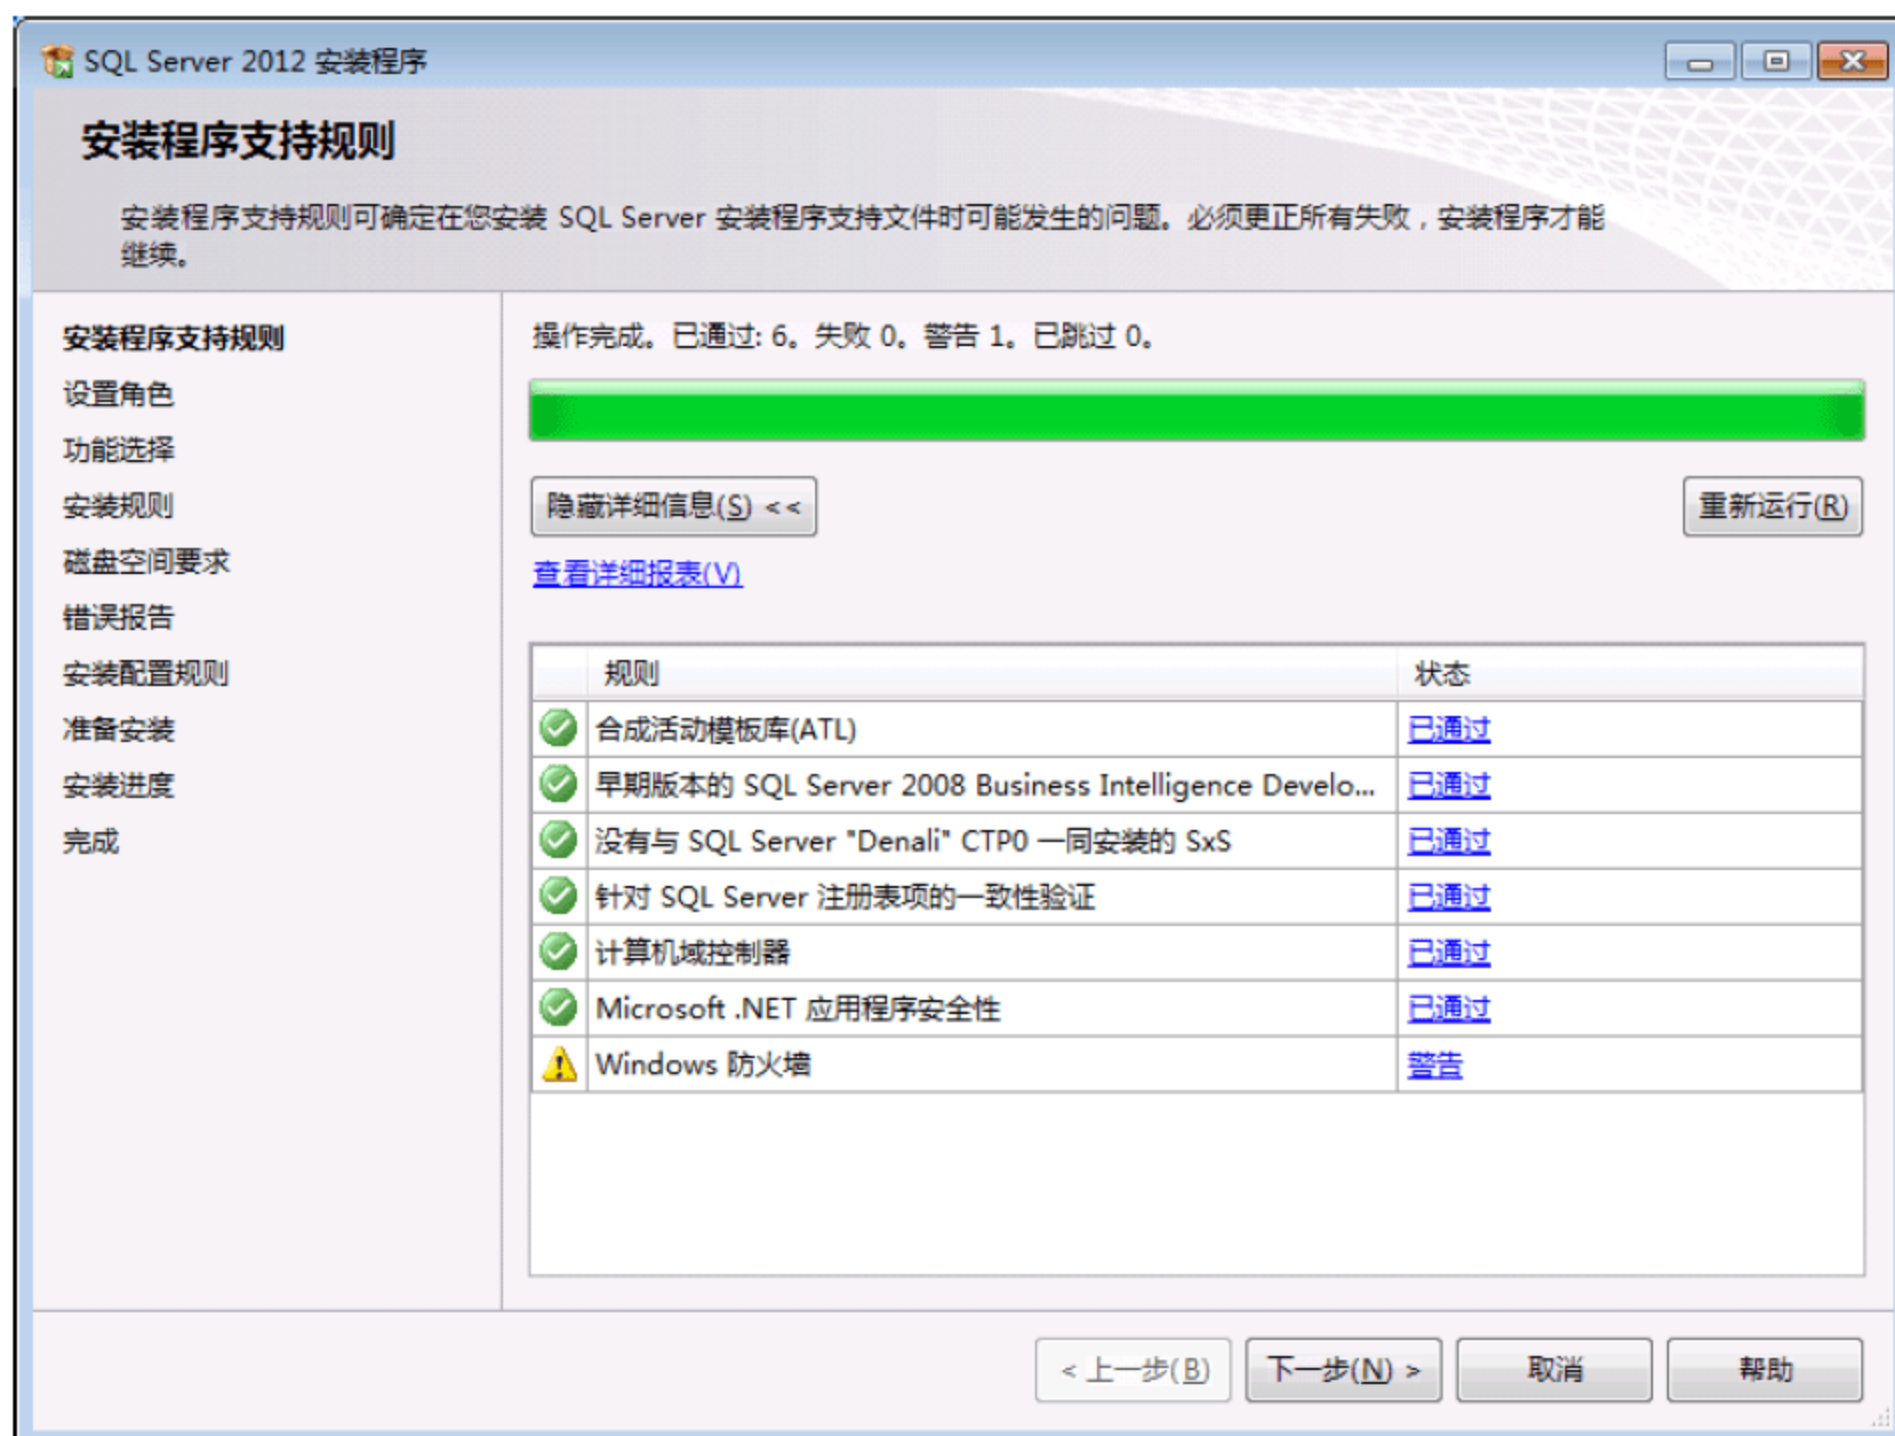 SQL Server 2012 安装程序
安装程序支持规则
安装程序支持规则可确定在您安装 SQL Server 安装程序支持文件时可能发生的问题。必须更正所有失败，安装程序才能
继续。
安装程序支持规则
设置角色
功能选择
安装规则
磁盘空间要求
错误报告
安装配置规则
准备安装
安装进度
完成
操作完成。已通过: 6。失败 0。警告 1。已跳过 0。
隐藏详细信息(S) <<
重新运行(R)
查看详细报表(V)
规则 状态
合成活动模板库(ATL) 已通过
早期版本的 SQL Server 2008 Business Intelligence Develo... 已通过
没有与 SQL Server "Denali" CTP0 一同安装的 SxS 已通过
针对 SQL Server 注册表项的一致性验证 已通过
计算机域控制器 已通过
Microsoft .NET 应用程序安全性 已通过
Windows 防火墙 警告
< 上一步(B) 下一步(N) > 取消 帮助